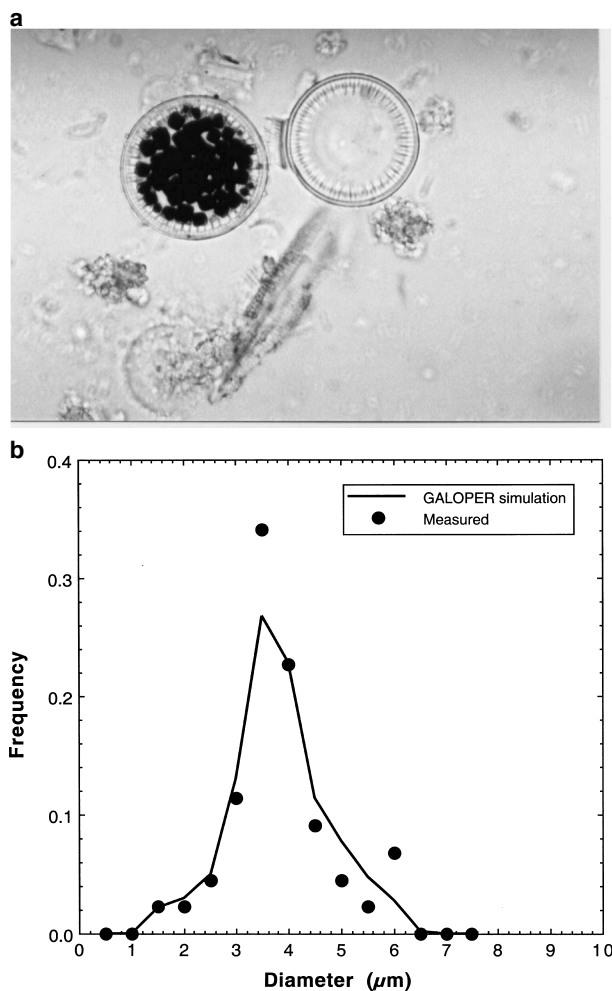 a
b
0.4
GALOPER simulation
Measured
0.3
0.2
0.1
0.0
Frequency
0 1 2 3 4 5 6 7 8 9 10
Diameter (μm)